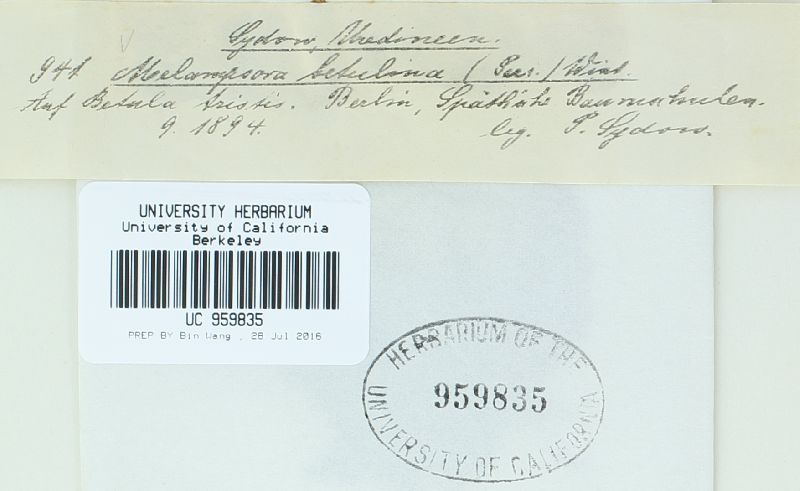 Sydow, Uredineen.
941. Melampsora betulina (Pers.) Wint.
Auf Betula tristis. Berlin, Späth'sche Baumschulen.
9. 1894. leg. P. Sydow.
UNIVERSITY HERBARIUM
University of California
Berkeley
UC 959835
PREP BY Bin Wang , 28 Jul 2016
HERBARIUM OF THE
959835
UNIVERSITY OF CALIFORNIA